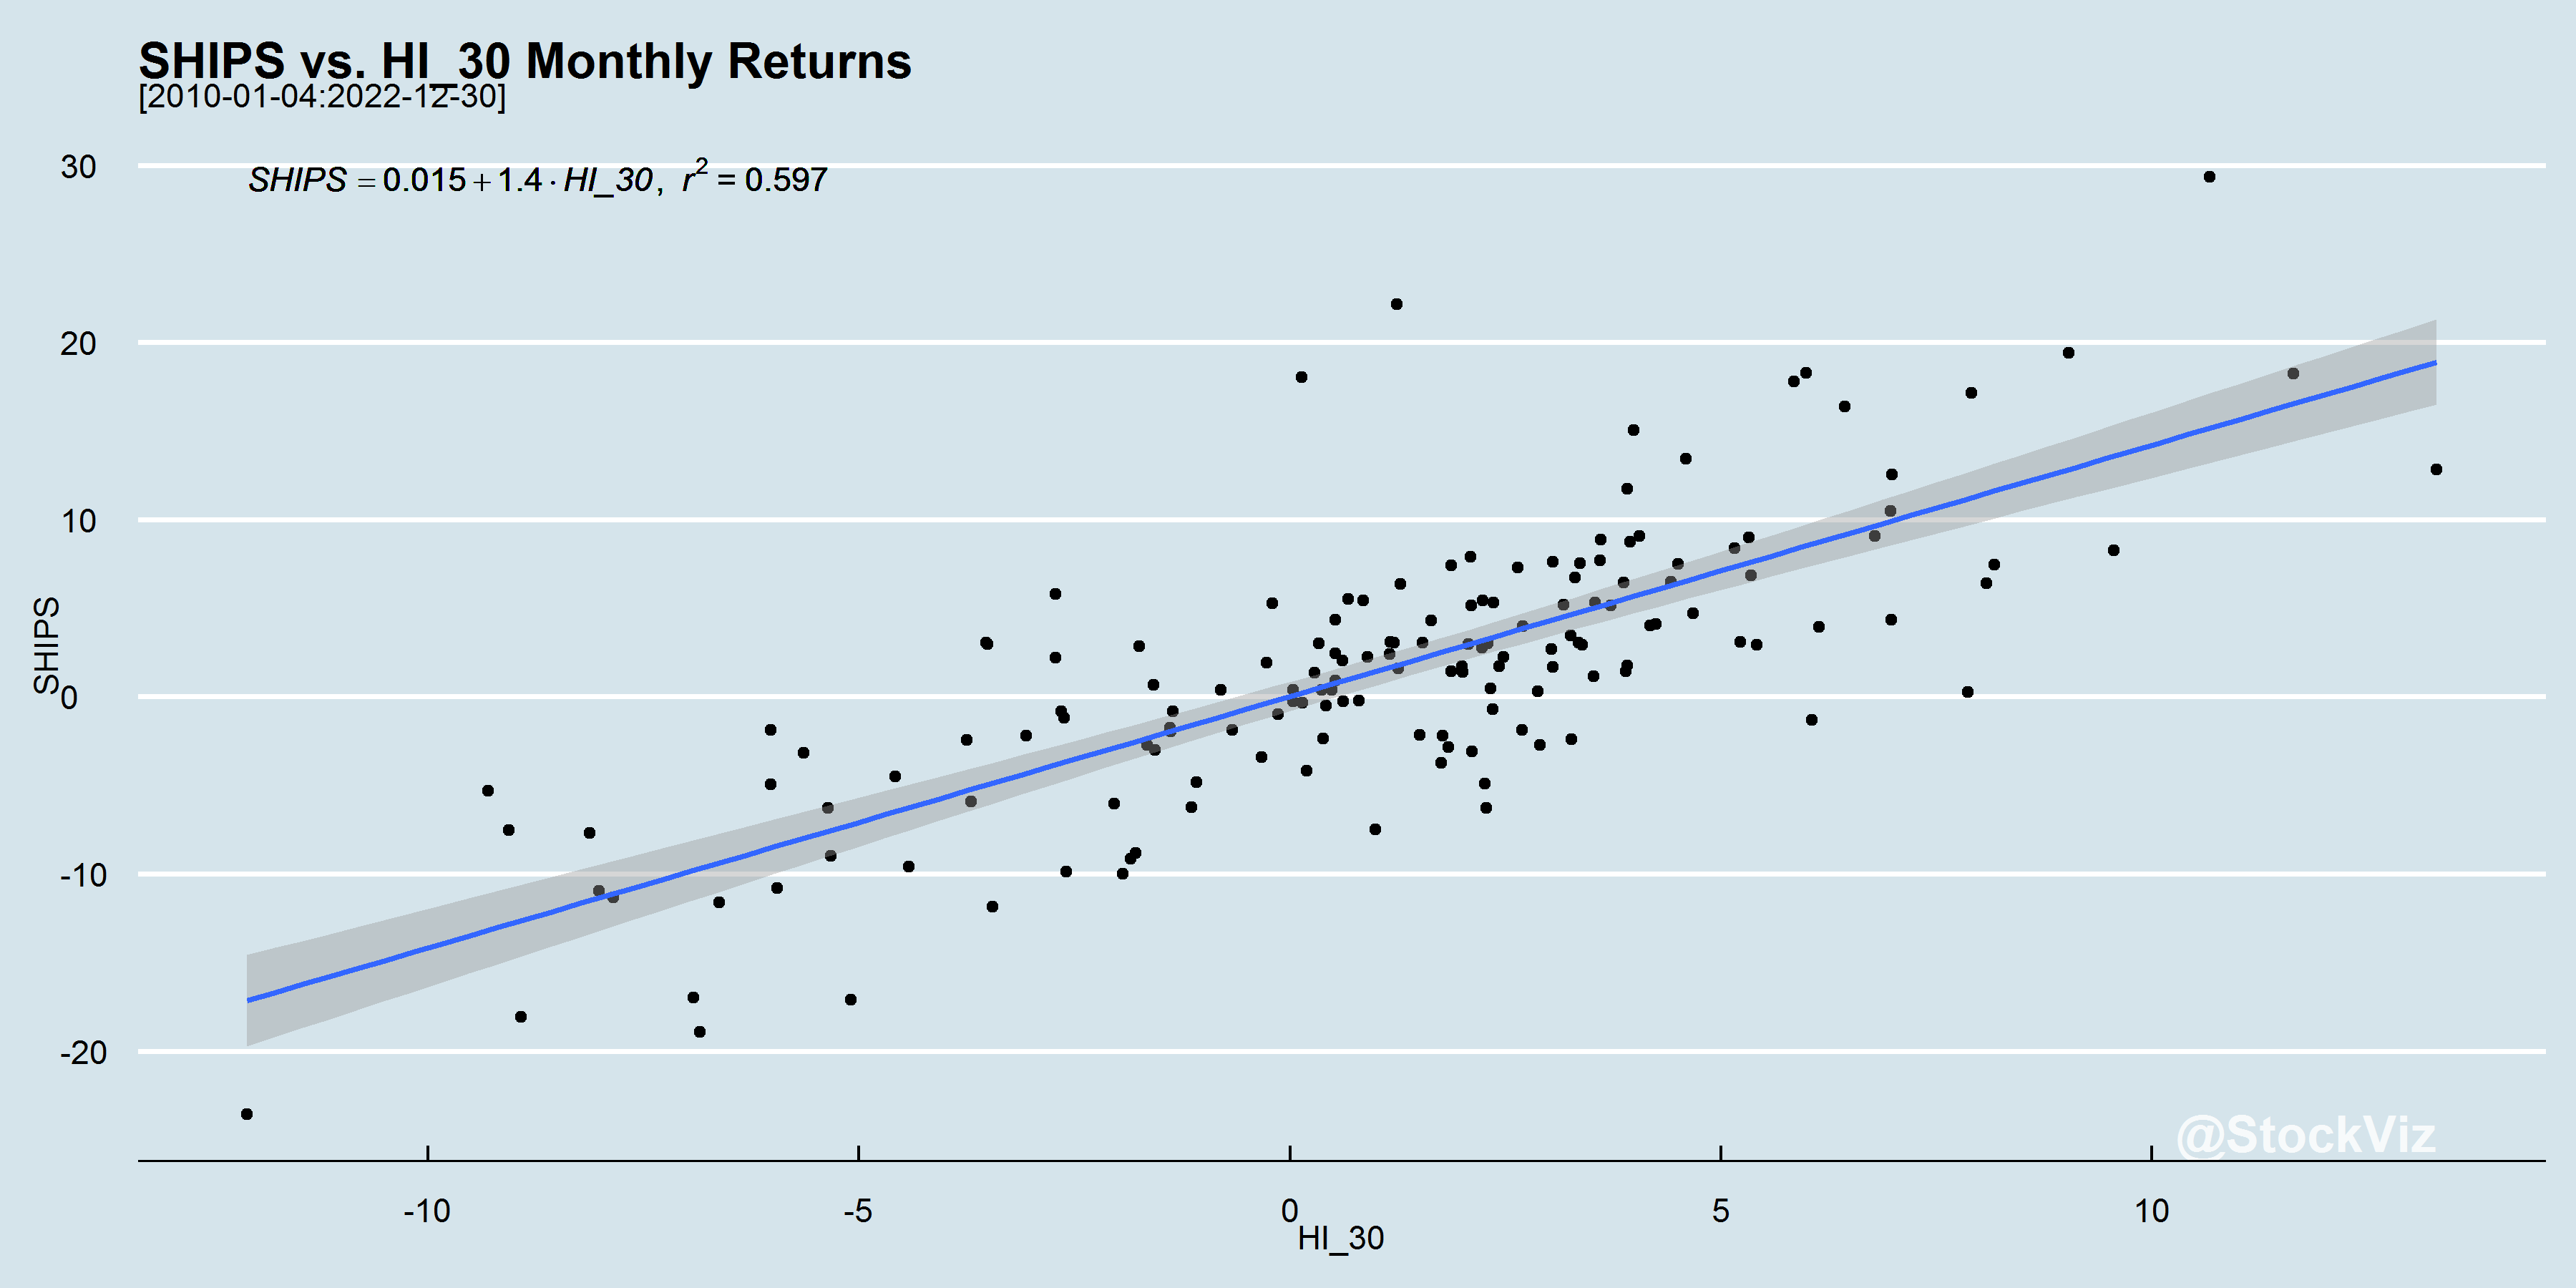 SHIPS vs. HI_30 Monthly Returns
[2010-01-04:2022-12-30]
SHIPS = 0.015 + 1.4 · HI_30, r² = 0.597
30
20
10
0
-10
-20
SHIPS
-10 -5 0 5 10
HI_30
@StockViz